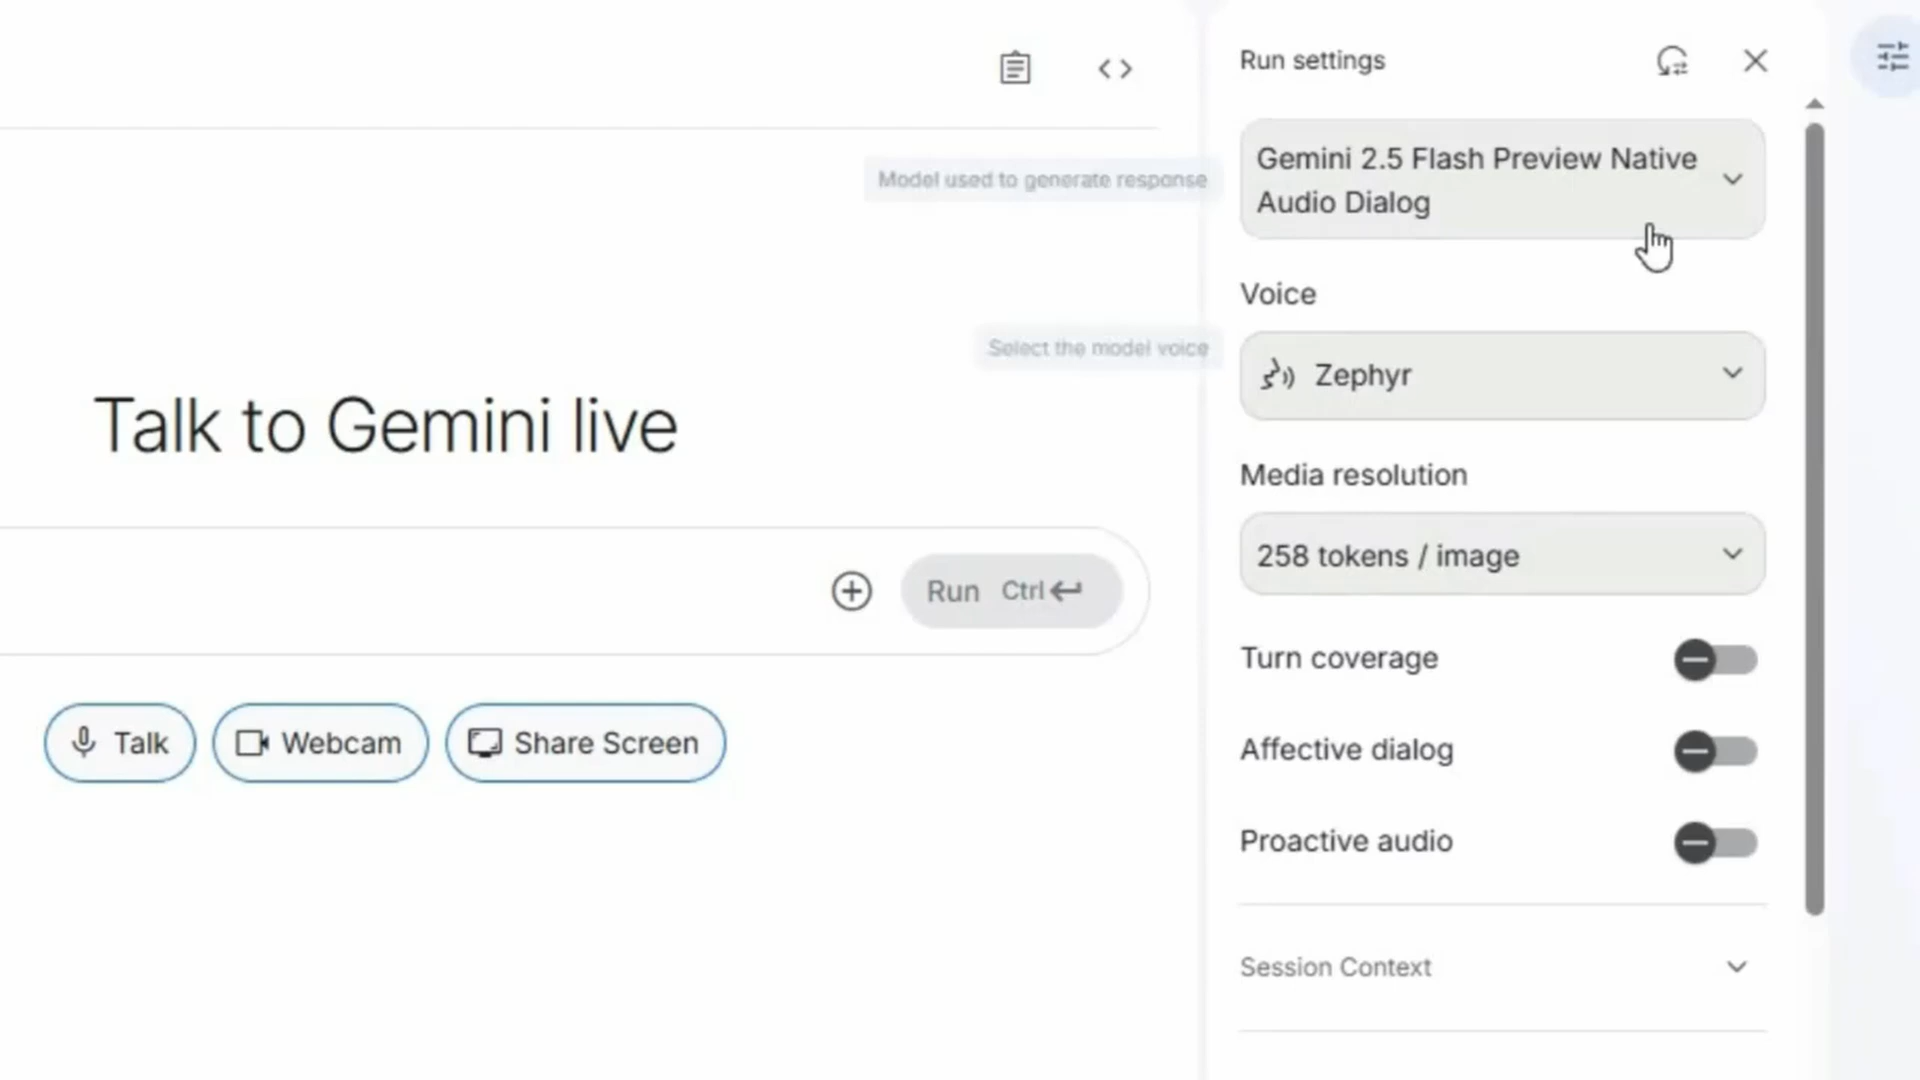 Run settings
Model used to generate response
Gemini 2.5 Flash Preview Native
Audio Dialog
Voice
Select the model voice
Zephyr
Talk to Gemini live
Media resolution
258 tokens / image
Run Ctrl
Turn coverage
Talk
Webcam
Share Screen
Affective dialog
Proactive audio
Session Context